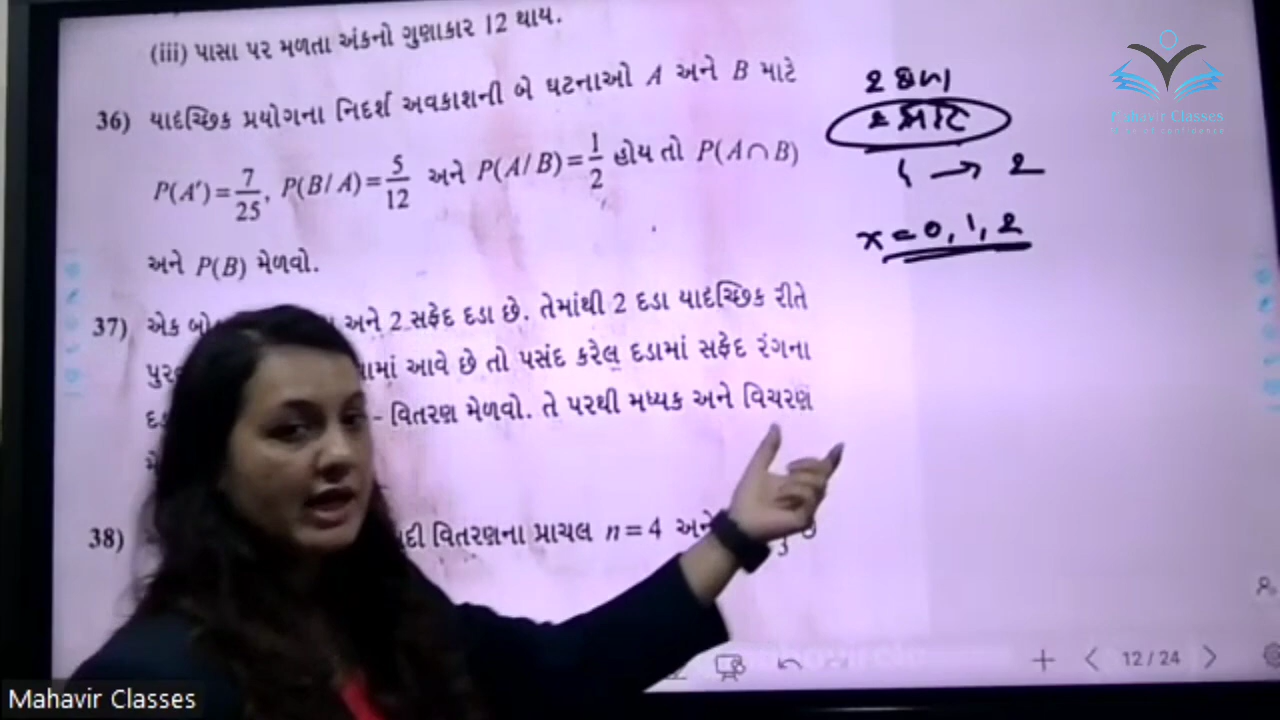 (iii) પાસા પર મળતા અંકનો ગુણાકાર 12 થાય.
36) યાદચ્છિક પ્રયોગના નિદર્શ અવકાશની બે ઘટનાઓ A અને B માટે
P(A') = 7/25, P(B/A) = 5/12 અને P(A/B) = 1/2 હોય તો P(A∩B)
અને P(B) મેળવો.
37) એક અને 2 સફેદ દડા છે. તેમાંથી 2 દડા યાદચ્છિક રીતે
આવે છે તો પસંદ કરેલ દડામાં સફેદ રંગના
- વિતરણ મેળવો. તે પરથી મધ્યક અને વિચરણ
38) વિતરણના પ્રાચલ n = 4 અને
1 → 2
x = 0, 1, 2
Mahavir Classes
12 / 24
Mahavir Classes